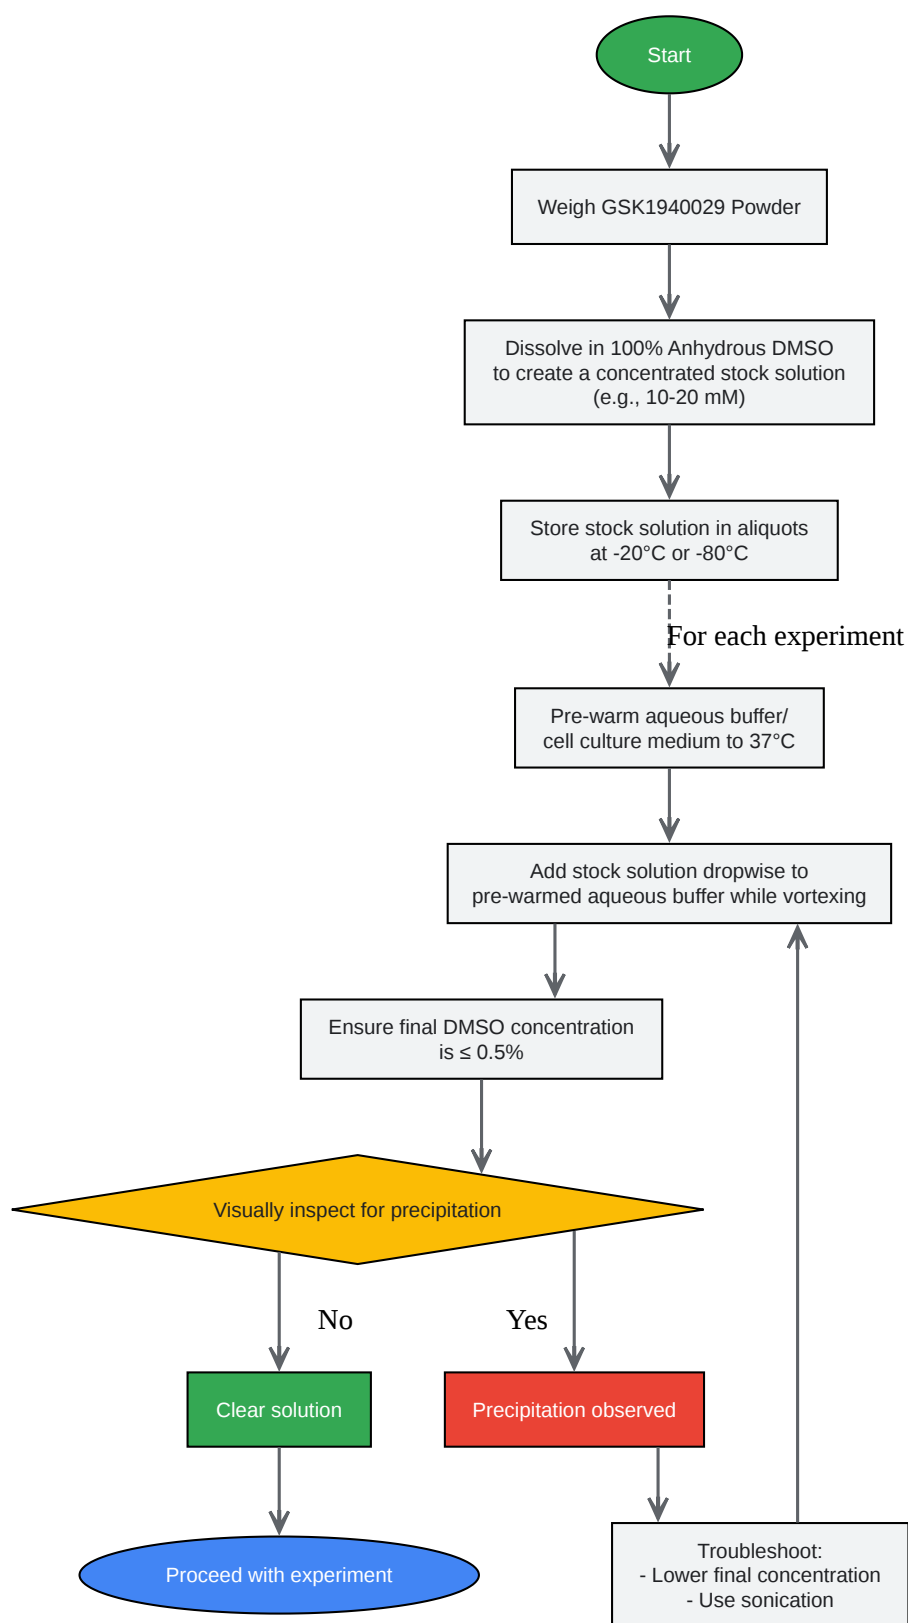 Start
Weigh GSK1940029 Powder
Dissolve in 100% Anhydrous DMSO
to create a concentrated stock solution
(e.g., 10-20 mM)
Store stock solution in aliquots
at -20°C or -80°C
For each experiment
Pre-warm aqueous buffer/
cell culture medium to 37°C
Add stock solution dropwise to
pre-warmed aqueous buffer while vortexing
Ensure final DMSO concentration
is ≤ 0.5%
Visually inspect for precipitation
No
Yes
Clear solution
Precipitation observed
Proceed with experiment
Troubleshoot:
- Lower final concentration
- Use sonication